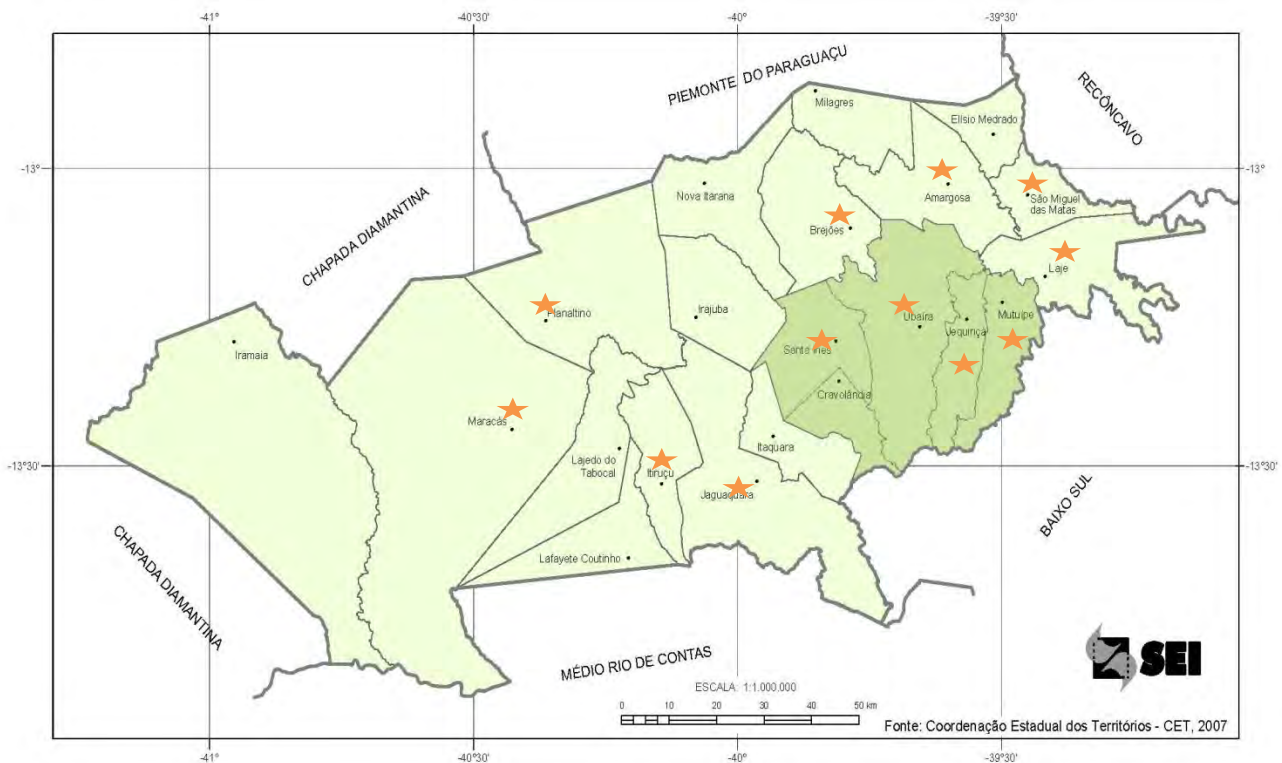 -40°30'
-39°30'
-41°
-40°
PIEMONTE DO PARAGUAÇU
RECÔNCAVO
Milagres
Elísio Medrado
-13°
-13°
Nova Itarana
Amargosa
São Miguel
das Matas
CHAPADA DIAMANTINA
Brejões
Laje
Planaltino
Irajuba
Ubaíra
Jequiriçá
Mutuípe
Iramaia
Santa Inês
Cravolândia
Maracás
Itaquara
Lajedo do
Tabocal
-13°30'
-13°30'
Itiruçu
Jaguaquara
BAIXO SUL
Lafayete Coutinho
CHAPADA DIAMANTINA
MÉDIO RIO DE CONTAS
SEI
ESCALA: 1:1.000.000
0 10 20 30 40 50 km
Fonte: Coordenação Estadual dos Territórios - CET, 2007
-41°
-40°
-40°30'
-39°30'